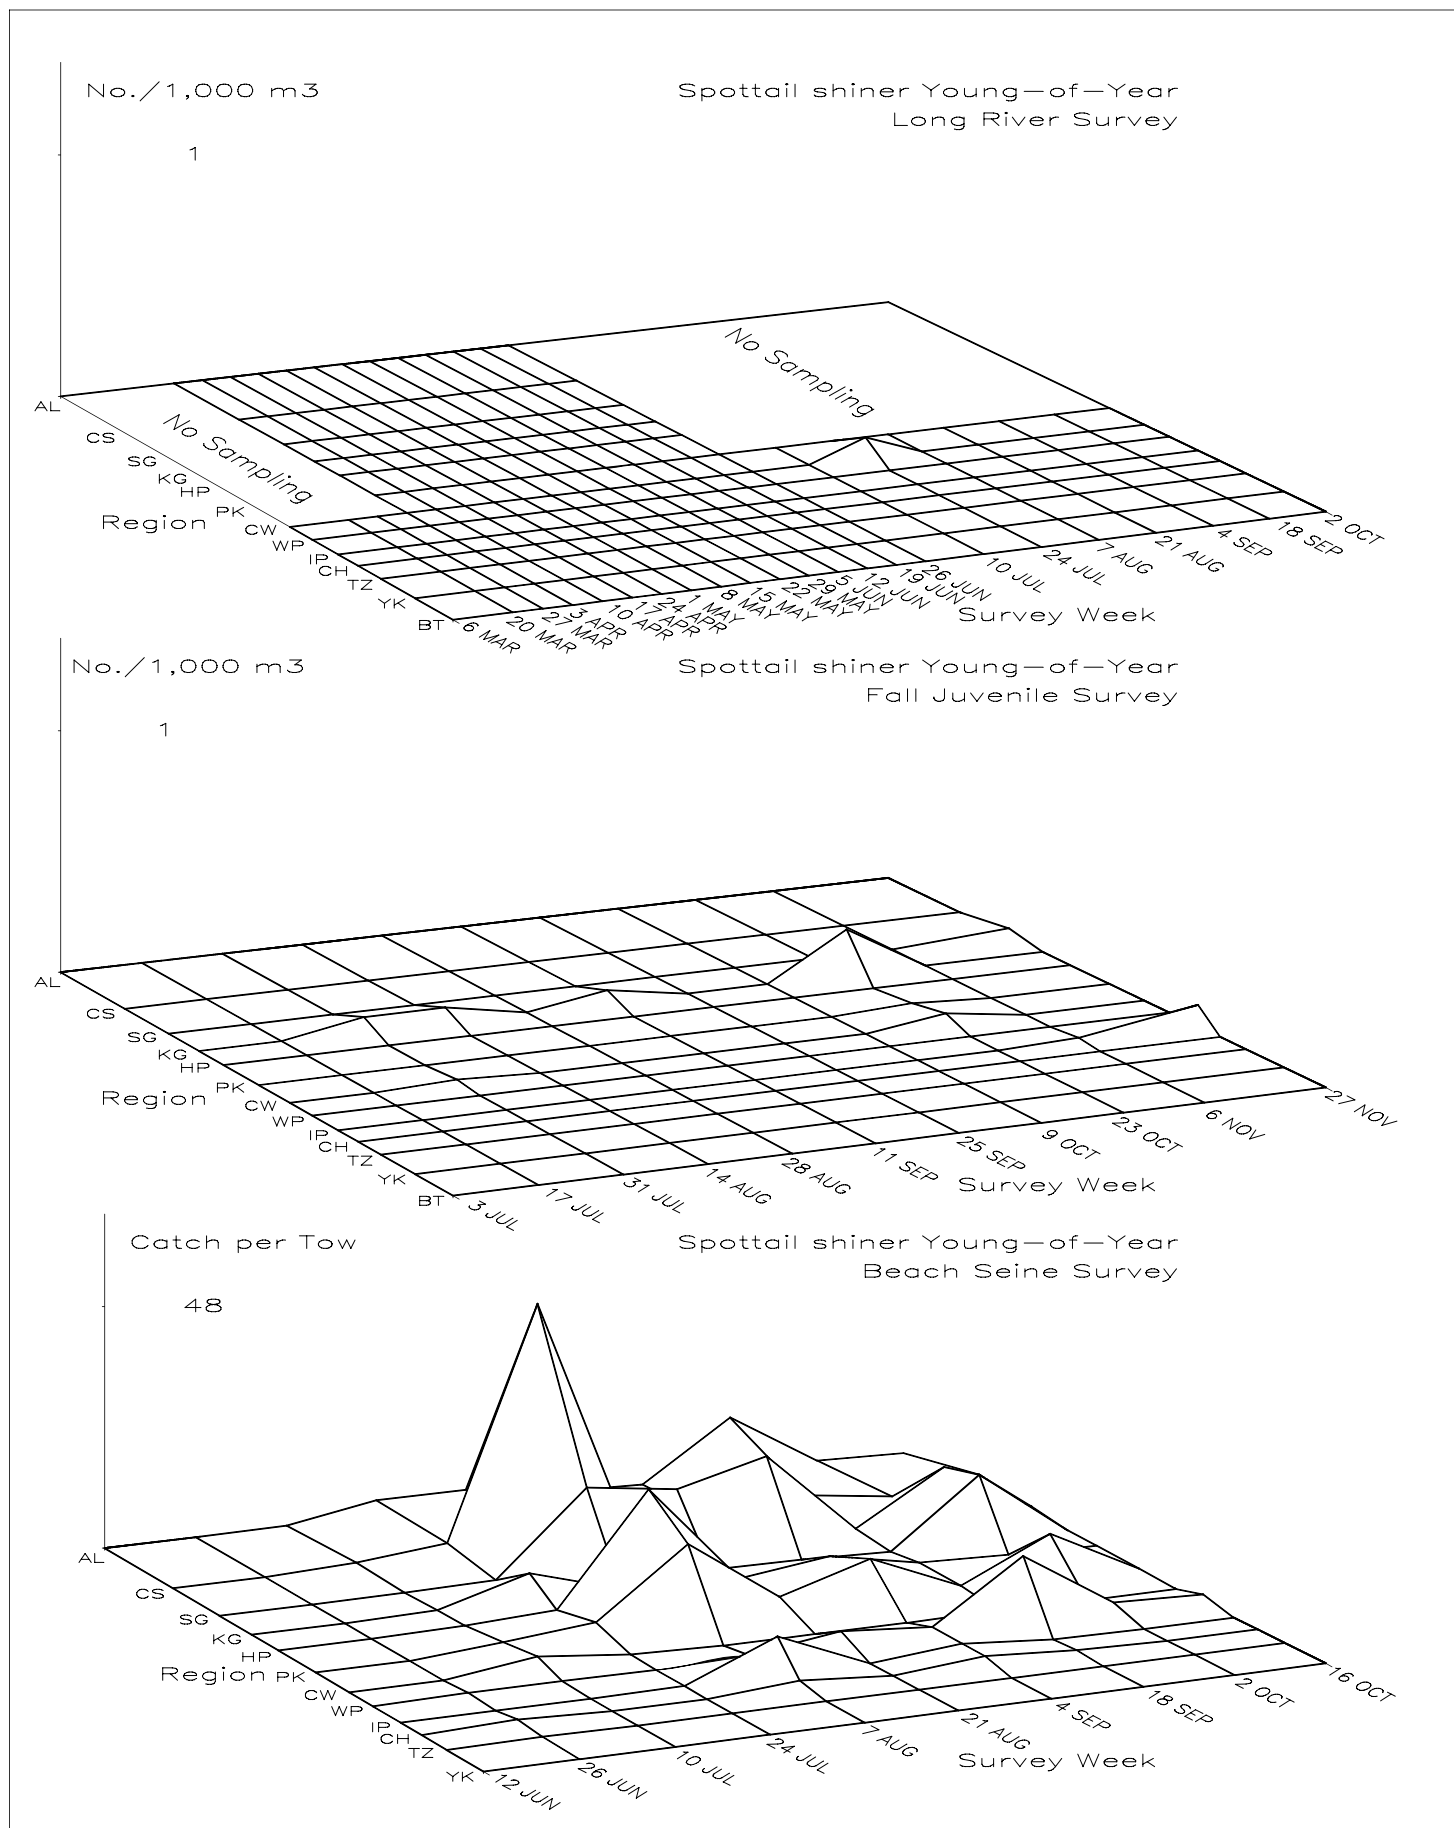 No./1,000 m3
Spottail shiner Young-of-Year
Long River Survey
1
No Sampling
No Sampling
AL
CS
SG
KG
HP
PK
CW
WP
IP
CH
TZ
YK
BT
Region
6 MAR
20 MAR
27 MAR
3 APR
10 APR
17 APR
24 APR
1 MAY
8 MAY
15 MAY
22 MAY
29 MAY
5 JUN
12 JUN
19 JUN
26 JUN
10 JUL
24 JUL
7 AUG
21 AUG
4 SEP
18 SEP
2 OCT
Survey Week
No./1,000 m3
Spottail shiner Young-of-Year
Fall Juvenile Survey
1
AL
CS
SG
KG
HP
PK
CW
WP
IP
CH
TZ
YK
BT
Region
3 JUL
17 JUL
31 JUL
14 AUG
28 AUG
11 SEP
25 SEP
9 OCT
23 OCT
6 NOV
27 NOV
Survey Week
Catch per Tow
Spottail shiner Young-of-Year
Beach Seine Survey
48
AL
CS
SG
KG
HP
PK
CW
WP
IP
CH
TZ
YK
Region
12 JUN
26 JUN
10 JUL
24 JUL
7 AUG
21 AUG
4 SEP
18 SEP
2 OCT
16 OCT
Survey Week